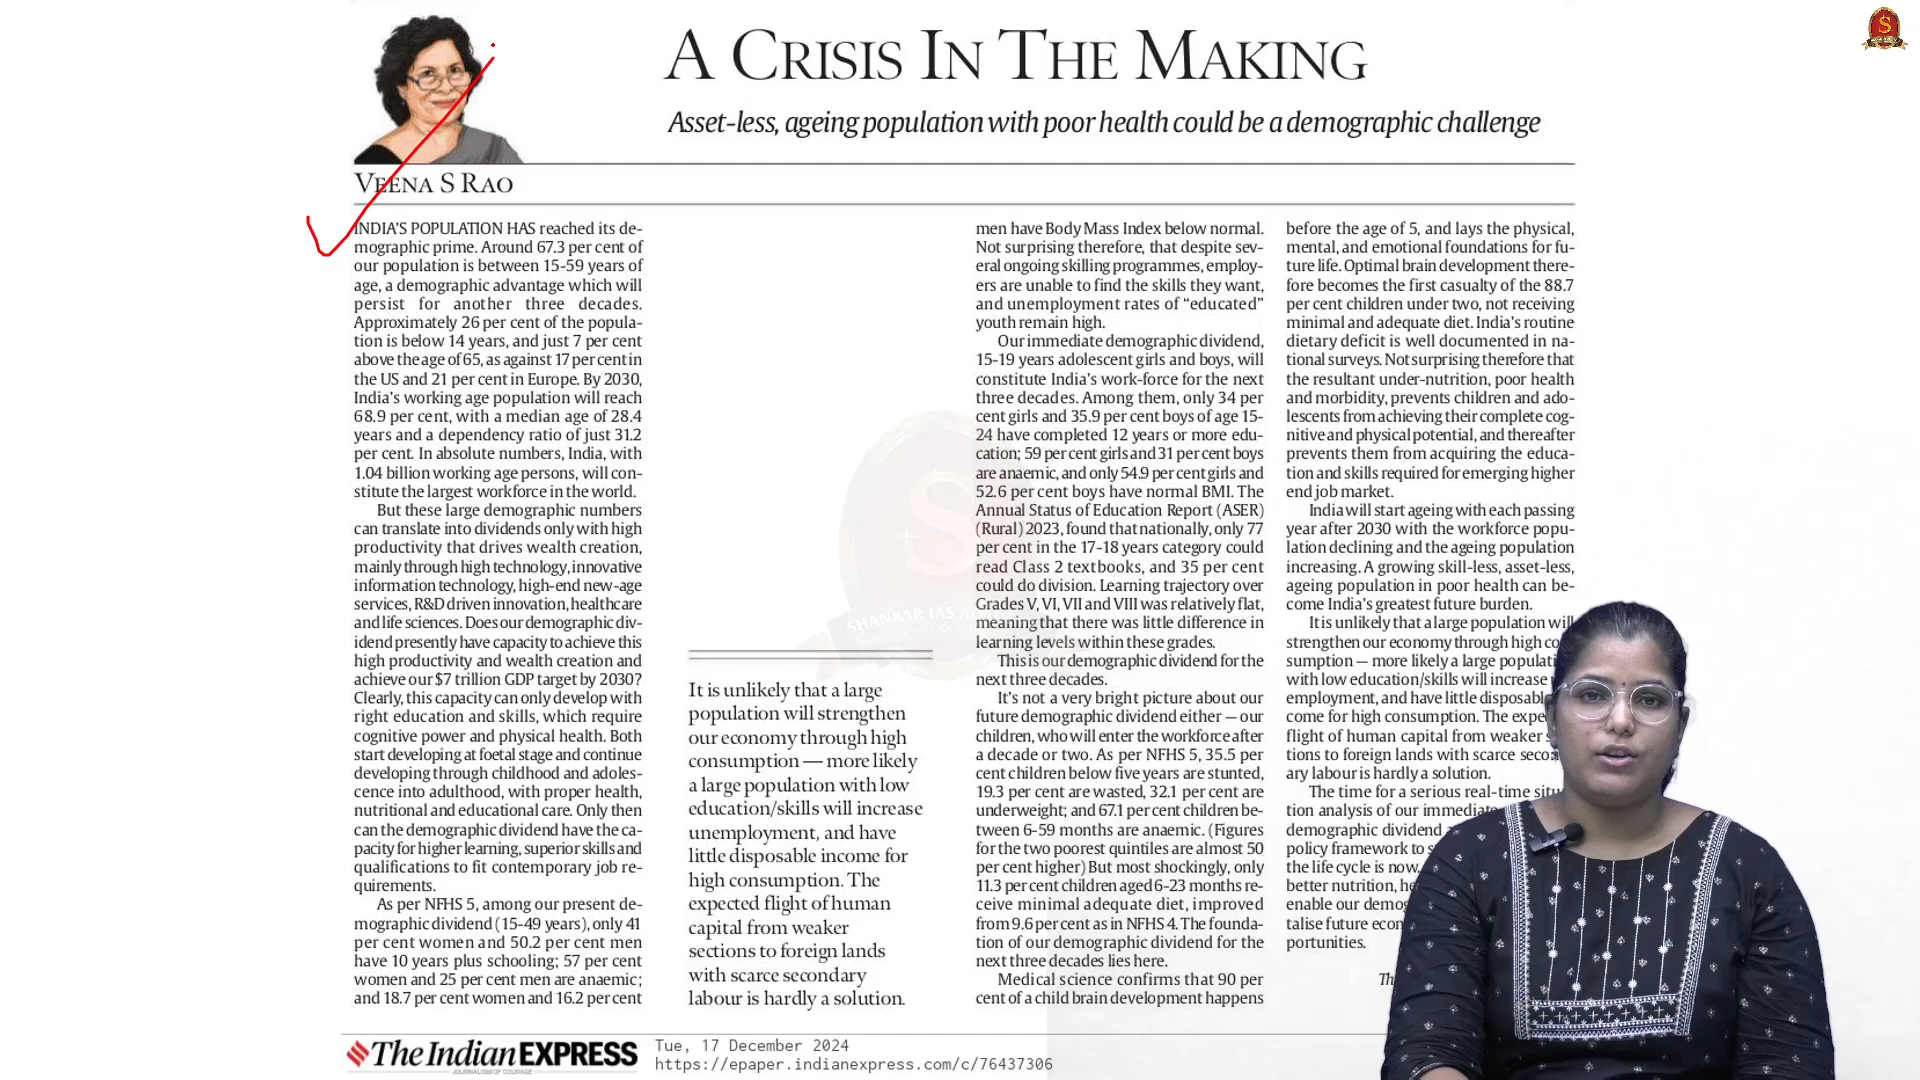 A CRISIS IN THE MAKING
Asset-less, ageing population with poor health could be a demographic challenge
VEENA S RAO
INDIA'S POPULATION HAS reached its de-
mographic prime. Around 67.3 per cent of
our population is between 15-59 years of
age, a demographic advantage which will
persist for another three decades.
Approximately 26 per cent of the popula-
tion is below 14 years, and just 7 per cent
above the age of 65, as against 17 per cent in
the US and 21 per cent in Europe. By 2030,
India's working age population will reach
68.9 per cent, with a median age of 28.4
years and a dependency ratio of just 31.2
per cent. In absolute numbers, India, with
1.04 billion working age persons, will con-
stitute the largest workforce in the world.
But these large demographic numbers
can translate into dividends only with high
productivity that drives wealth creation,
mainly through high technology, innovative
information technology, high-end new-age
services, R&D driven innovation, healthcare
and life sciences. Does our demographic div-
idend presently have capacity to achieve this
high productivity and wealth creation and
achieve our $7 trillion GDP target by 2030?
Clearly, this capacity can only develop with
right education and skills, which require
cognitive power and physical health. Both
start developing at foetal stage and continue
developing through childhood and adoles-
cence into adulthood, with proper health,
nutritional and educational care. Only then
can the demographic dividend have the ca-
pacity for higher learning, superior skills and
qualifications to fit contemporary job re-
quirements.
As per NFHS 5, among our present de-
mographic dividend (15-49 years), only 41
per cent women and 50.2 per cent men
have 10 years plus schooling; 57 per cent
women and 25 per cent men are anaemic;
and 18.7 per cent women and 16.2 per cent
It is unlikely that a large
population will strengthen
our economy through high
consumption — more likely
a large population with low
education/skills will increase
unemployment, and have
little disposable income for
high consumption. The
expected flight of human
capital from weaker
sections to foreign lands
with scarce secondary
labour is hardly a solution.
men have Body Mass Index below normal.
Not surprising therefore, that despite sev-
eral ongoing skilling programmes, employ-
ers are unable to find the skills they want,
and unemployment rates of “educated”
youth remain high.
Our immediate demographic dividend,
15-19 years adolescent girls and boys, will
constitute India's work-force for the next
three decades. Among them, only 34 per
cent girls and 35.9 per cent boys of age 15-
24 have completed 12 years or more edu-
cation; 59 per cent girls and 31 per cent boys
are anaemic, and only 54.9 per cent girls and
52.6 per cent boys have normal BMI. The
Annual Status of Education Report (ASER)
(Rural) 2023, found that nationally, only 77
per cent in the 17-18 years category could
read Class 2 textbooks, and 35 per cent
could do division. Learning trajectory over
Grades V, VI, VII and VIII was relatively flat,
meaning that there was little difference in
learning levels within these grades.
This is our demographic dividend for the
next three decades.
It's not a very bright picture about our
future demographic dividend either — our
children, who will enter the workforce after
a decade or two. As per NFHS 5, 35.5 per
cent children below five years are stunted,
19.3 per cent are wasted, 32.1 per cent are
underweight; and 67.1 per cent children be-
tween 6-59 months are anaemic. (Figures
for the two poorest quintiles are almost 50
per cent higher) But most shockingly, only
11.3 per cent children aged 6-23 months re-
ceive minimal adequate diet, improved
from 9.6 per cent as in NFHS 4. The founda-
tion of our demographic dividend for the
next three decades lies here.
Medical science confirms that 90 per
cent of a child brain development happens
before the age of 5, and lays the physical,
mental, and emotional foundations for fu-
ture life. Optimal brain development there-
fore becomes the first casualty of the 88.7
per cent children under two, not receiving
minimal and adequate diet. India's routine
dietary deficit is well documented in na-
tional surveys. Not surprising therefore that
the resultant under-nutrition, poor health
and morbidity, prevents children and ado-
lescents from achieving their complete cog-
nitive and physical potential, and thereafter
prevents them from acquiring the educa-
tion and skills required for emerging higher
end job market.
India will start ageing with each passing
year after 2030 with the workforce popu-
lation declining and the ageing population
increasing. A growing skill-less, asset-less,
ageing population in poor health can be-
come India's greatest future burden.
It is unlikely that a large population will
strengthen our economy through high co
sumption — more likely a large populati
with low education/skills will increase
employment, and have little disposabl
come for high consumption. The expe
flight of human capital from weaker s
tions to foreign lands with scarce seco
ary labour is hardly a solution.
The time for a serious real-time situ
tion analysis of our immediate
demographic dividend
policy framework to s
the life cycle is now.
better nutrition, he
enable our demog
talise future econ
portunities.
Th
SHANKAR IAS
The Indian EXPRESS
JOURNALISM OF COURAGE
Tue, 17 December 2024
https://epaper.indianexpress.com/c/76437306